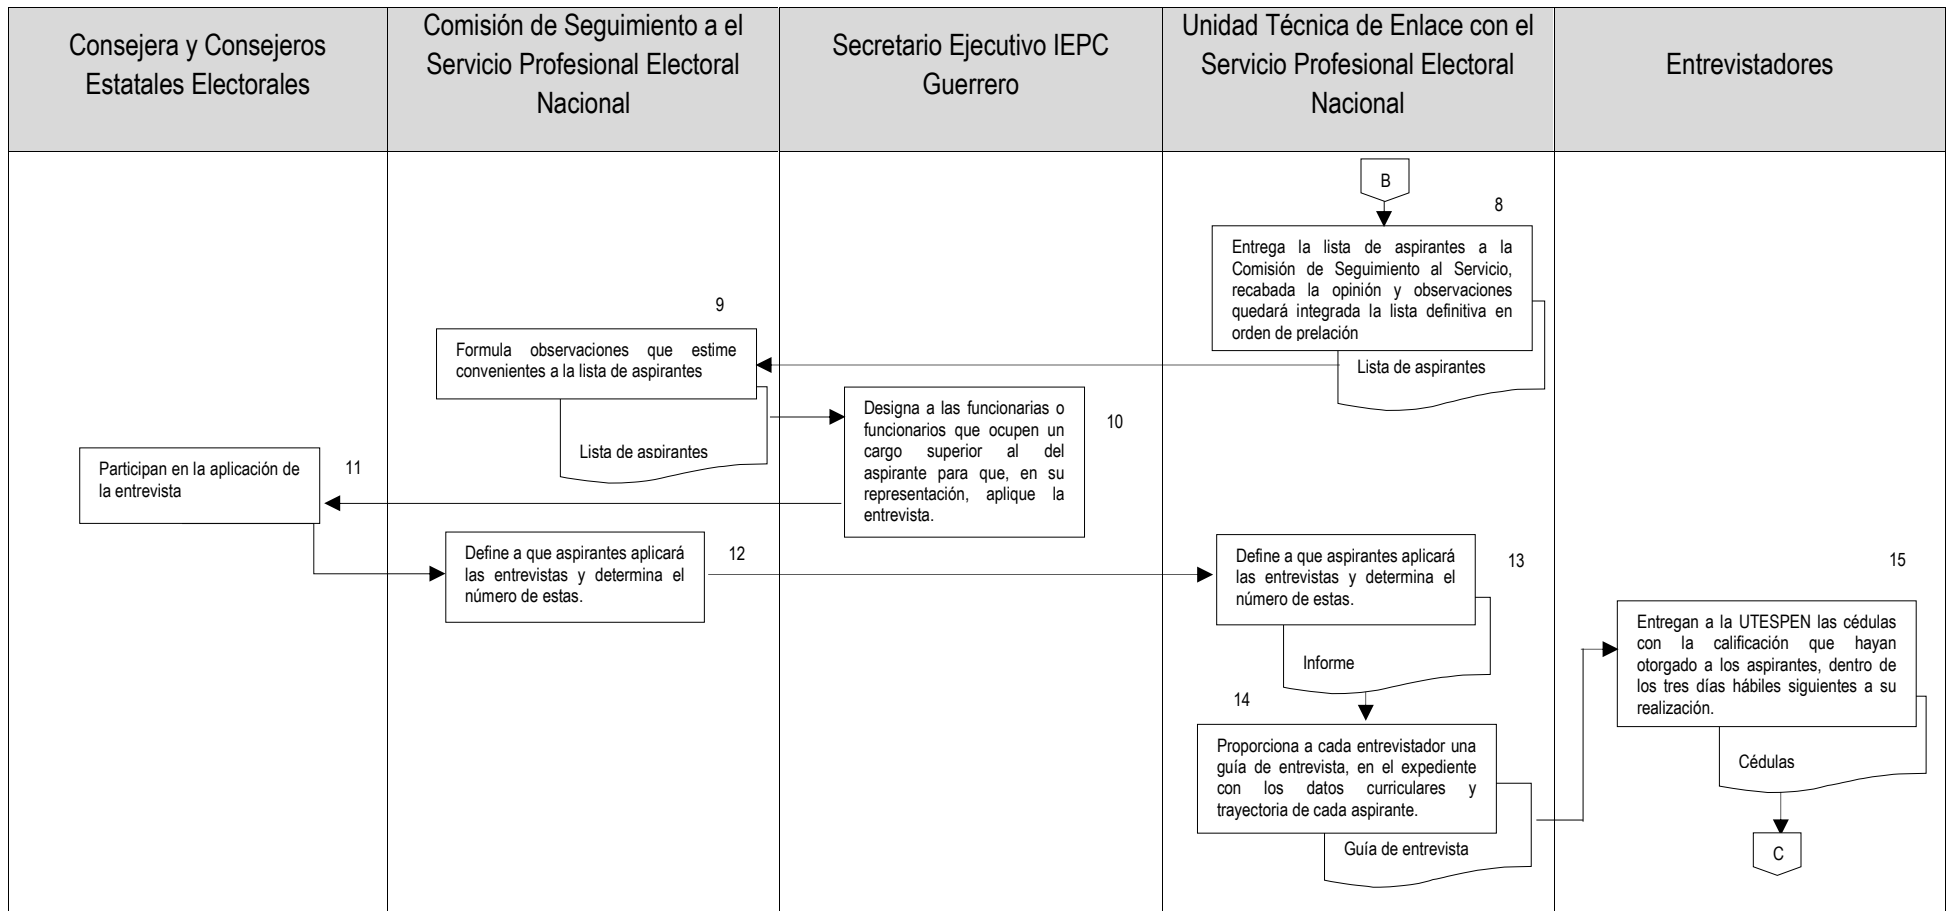 Consejera y Consejeros
Estatales Electorales
Comisión de Seguimiento a el
Servicio Profesional Electoral
Nacional
Secretario Ejecutivo IEPC
Guerrero
Unidad Técnica de Enlace con el
Servicio Profesional Electoral
Nacional
Entrevistadores
B
8
Entrega la lista de aspirantes a la
Comisión de Seguimiento al Servicio,
recabada la opinión y observaciones
quedará integrada la lista definitiva en
orden de prelación
Lista de aspirantes
9
Formula observaciones que estime
convenientes a la lista de aspirantes
Lista de aspirantes
10
Designa a las funcionarias o
funcionarios que ocupen un
cargo superior al del
aspirante para que, en su
representación, aplique la
entrevista.
11
Participan en la aplicación de
la entrevista
12
Define a que aspirantes aplicará
las entrevistas y determina el
número de estas.
13
Define a que aspirantes aplicará
las entrevistas y determina el
número de estas.
Informe
14
Proporciona a cada entrevistador una
guía de entrevista, en el expediente
con los datos curriculares y
trayectoria de cada aspirante.
Guía de entrevista
15
Entregan a la UTESPEN las cédulas
con la calificación que hayan
otorgado a los aspirantes, dentro de
los tres días hábiles siguientes a su
realización.
Cédulas
C